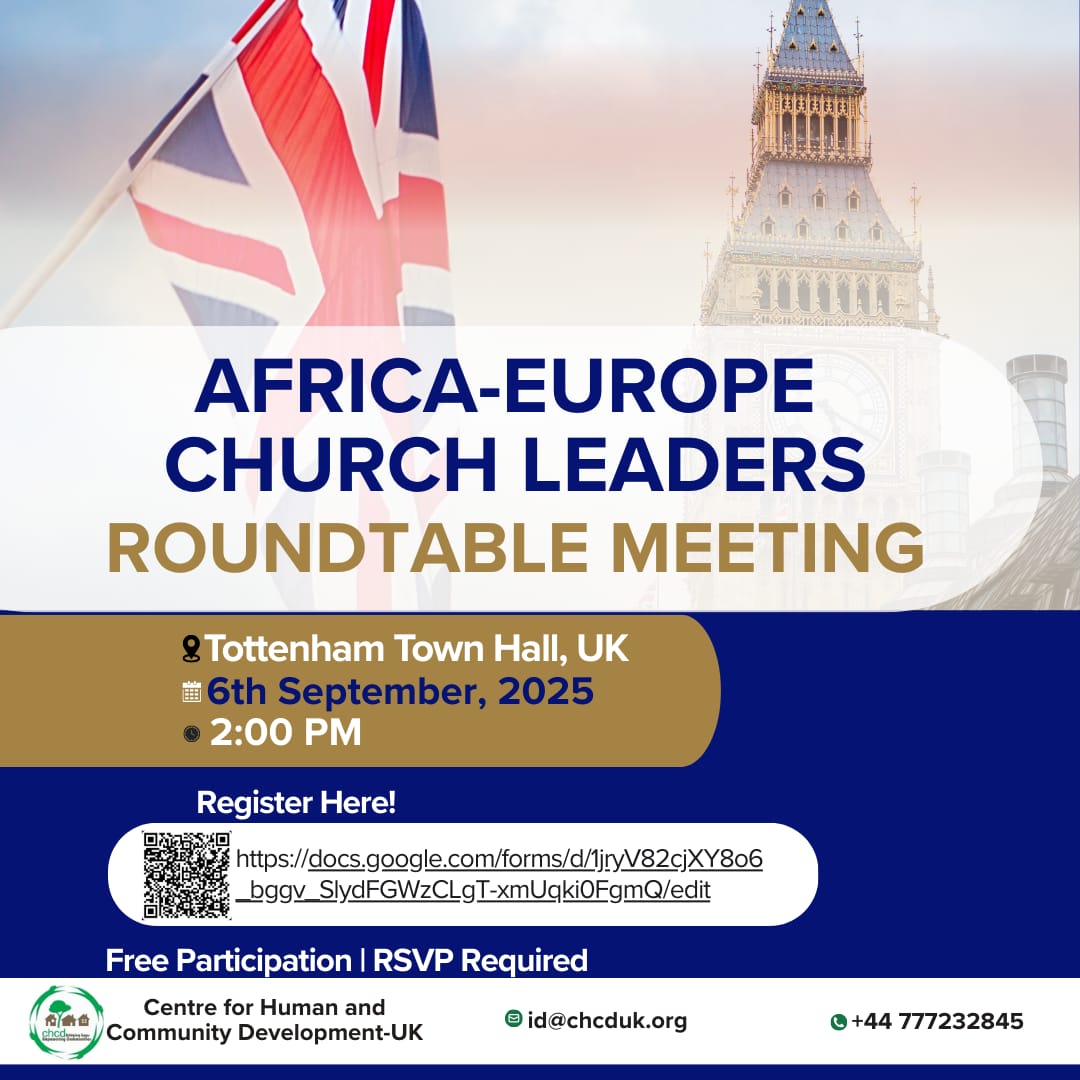 AFRICA-EUROPE
CHURCH LEADERS
ROUNDTABLE MEETING
Tottenham Town Hall, UK
6th September, 2025
2:00 PM
Register Here!
https://docs.google.com/forms/d/1jryV82cjXY8o6
_bggv_SlydFGWzCLgT-xmUqki0FgmQ/edit
Free Participation | RSVP Required
chcd
Centre for Human and
Community Development-UK
id@chcduk.org
+44 777232845